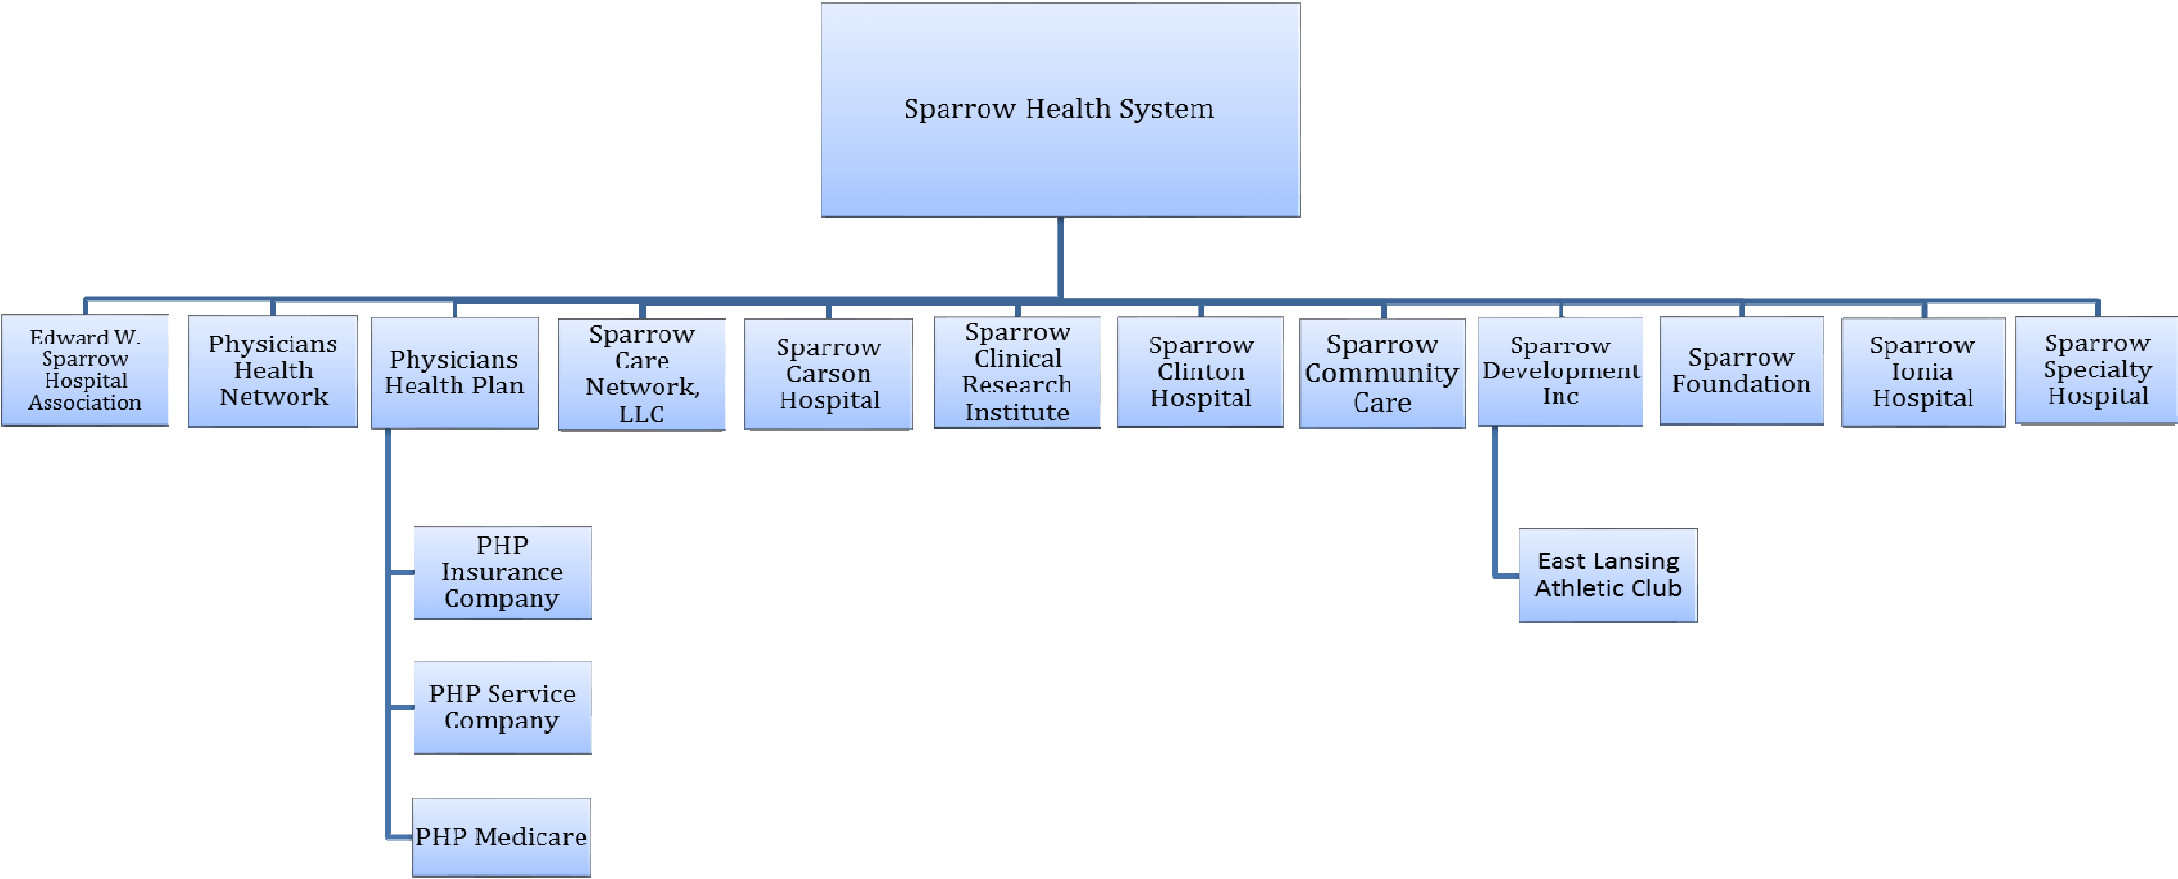 Sparrow Health System
Edward W.
Sparrow
Hospital
Association
Physicians
Health
Network
Physicians
Health Plan
Sparrow
Care
Network,
LLC
Sparrow
Carson
Hospital
Sparrow
Clinical
Research
Institute
Sparrow
Clinton
Hospital
Sparrow
Community
Care
Sparrow
Development
Inc
Sparrow
Foundation
Sparrow
Ionia
Hospital
Sparrow
Specialty
Hospital
PHP
Insurance
Company
PHP Service
Company
PHP Medicare
East Lansing
Athletic Club